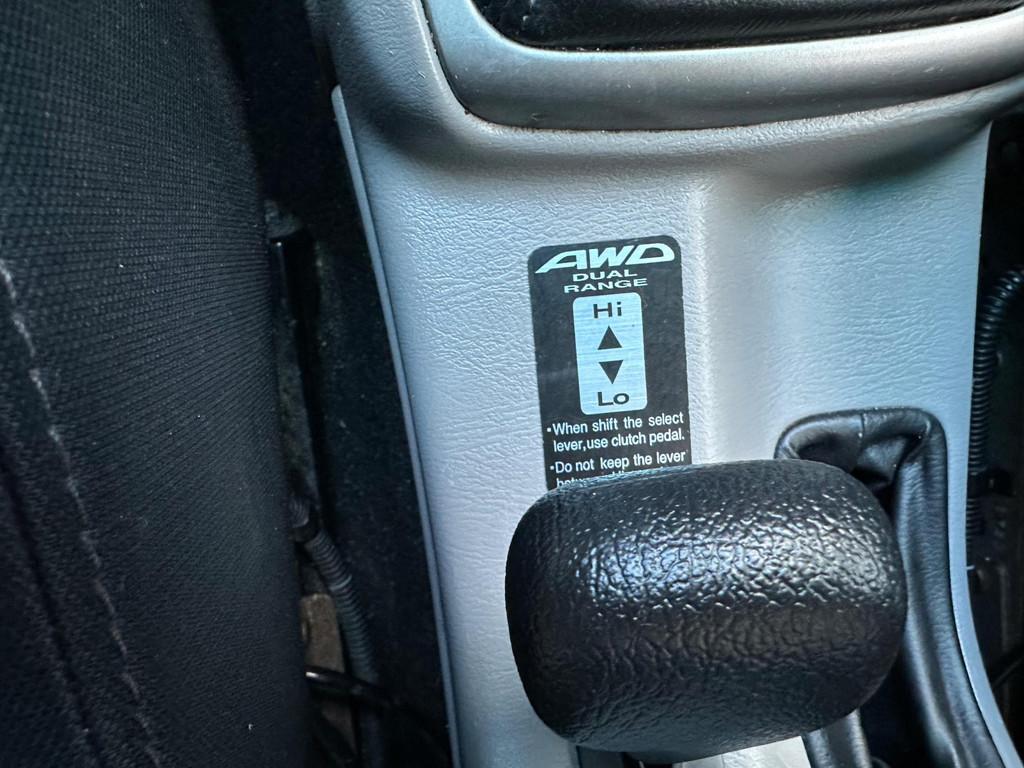 AWD
DUAL
RANGE
Hi
Lo
•When shift the select
lever,use clutch pedal.
•Do not keep the lever